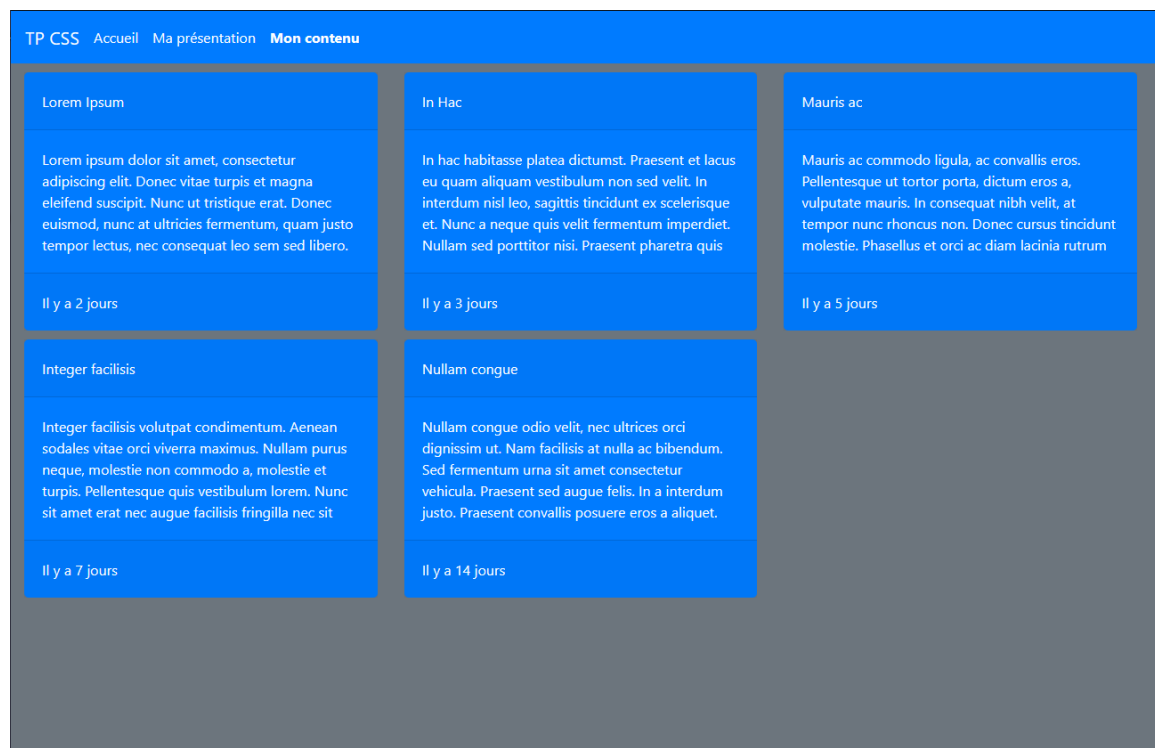 TP CSS Accueil Ma présentation Mon contenu
Lorem Ipsum
Lorem ipsum dolor sit amet, consectetur
adipiscing elit. Donec vitae turpis et magna
eleifend suscipit. Nunc ut tristique erat. Donec
euismod, nunc at ultricies fermentum, quam justo
tempor lectus, nec consequat leo sem sed libero.
Il y a 2 jours
In Hac
In hac habitasse platea dictumst. Praesent et lacus
eu quam aliquam vestibulum non sed velit. In
interdum nisl leo, sagittis tincidunt ex scelerisque
et. Nunc a neque quis velit fermentum imperdiet.
Nullam sed porttitor nisi. Praesent pharetra quis
Il y a 3 jours
Mauris ac
Mauris ac commodo ligula, ac convallis eros.
Pellentesque ut tortor porta, dictum eros a,
vulputate mauris. In consequat nibh velit, at
tempor nunc rhoncus non. Donec cursus tincidunt
molestie. Phasellus et orci ac diam lacinia rutrum
Il y a 5 jours
Integer facilisis
Integer facilisis volutpat condimentum. Aenean
sodales vitae orci viverra maximus. Nullam purus
neque, molestie non commodo a, molestie et
turpis. Pellentesque quis vestibulum lorem. Nunc
sit amet erat nec augue facilisis fringilla nec sit
Il y a 7 jours
Nullam congue
Nullam congue odio velit, nec ultrices orci
dignissim ut. Nam facilisis at nulla ac bibendum.
Sed fermentum urna sit amet consectetur
vehicula. Praesent sed augue felis. In a interdum
justo. Praesent convallis posuere eros a aliquet.
Il y a 14 jours